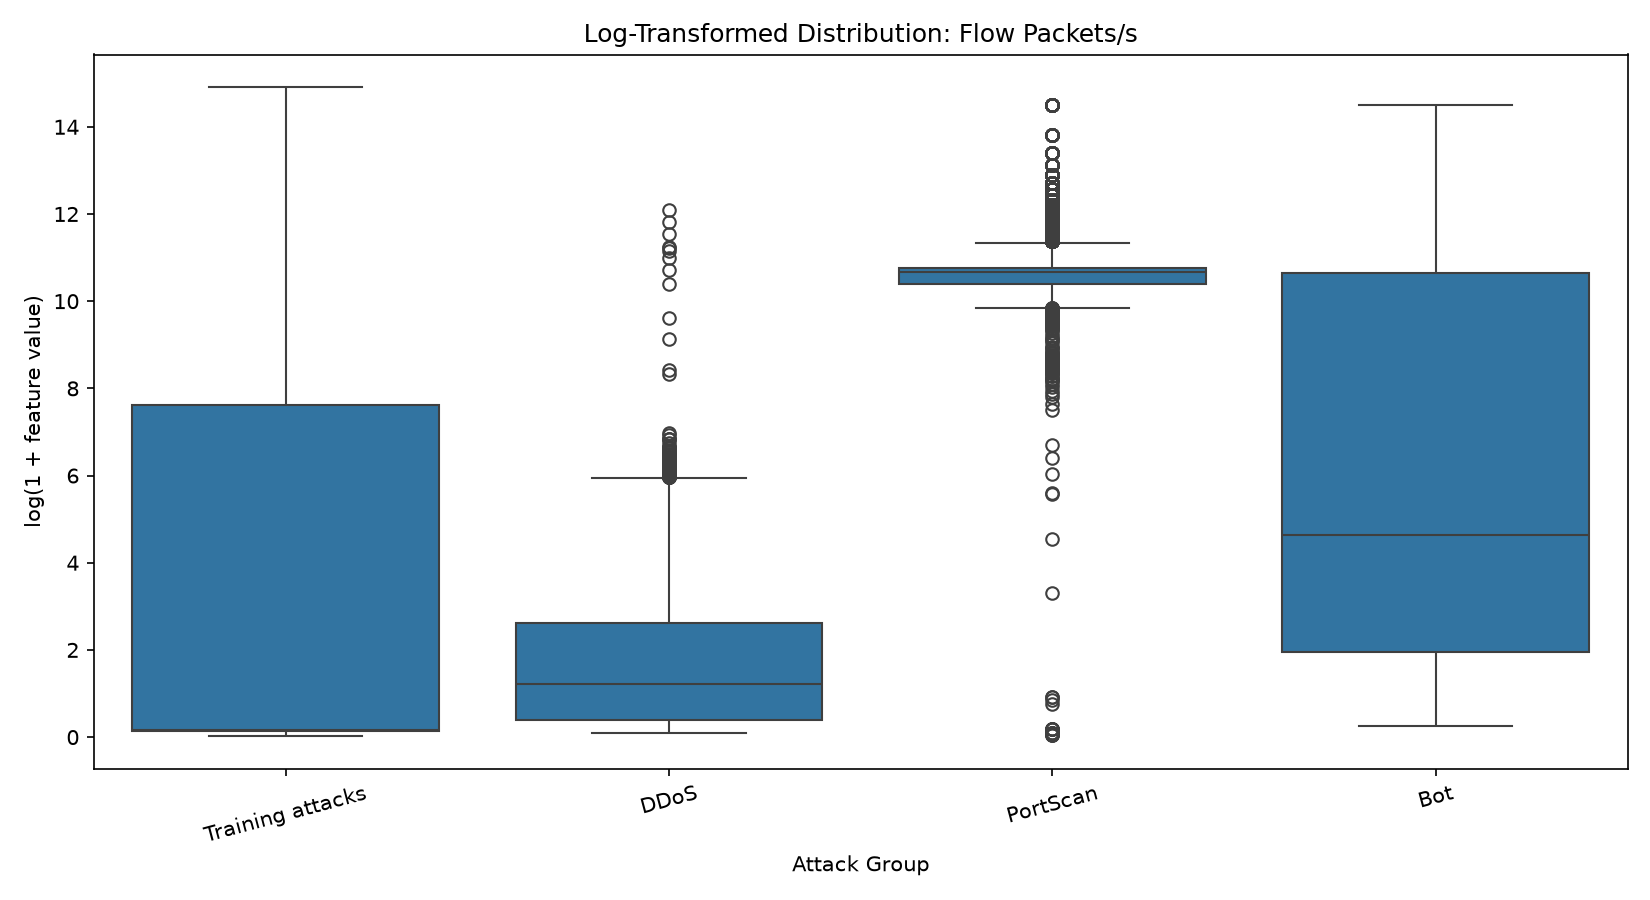 Log-Transformed Distribution: Flow Packets/s
log(1 + feature value)
14
12
10
8
6
4
2
0
Training attacks
DDoS
PortScan
Bot
Attack Group